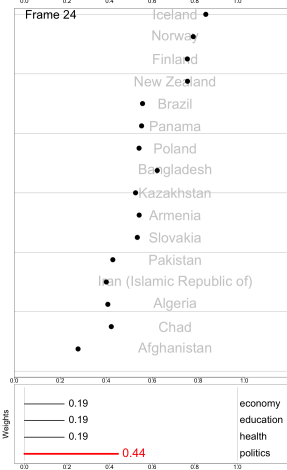 0.0 0.2 0.4 0.6 0.8 1.0
Frame 24
Iceland
Norway
Finland
New Zealand
Brazil
Panama
Poland
Bangladesh
Kazakhstan
Armenia
Slovakia
Pakistan
Iran (Islamic Republic of)
Algeria
Chad
Afghanistan
0.0 0.2 0.4 0.6 0.8 1.0
Weights
0.19 economy
0.19 education
0.19 health
0.44 politics
0.0 0.2 0.4 0.6 0.8 1.0